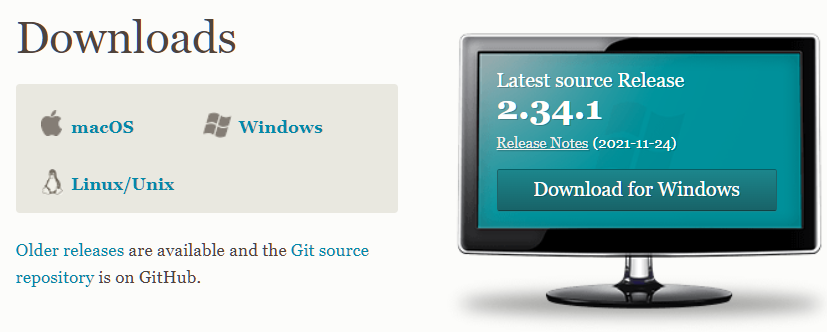 Downloads
macOS
Windows
Linux/Unix
Older releases are available and the Git source
repository is on GitHub.
Latest source Release
2.34.1
Release Notes (2021-11-24)
Download for Windows